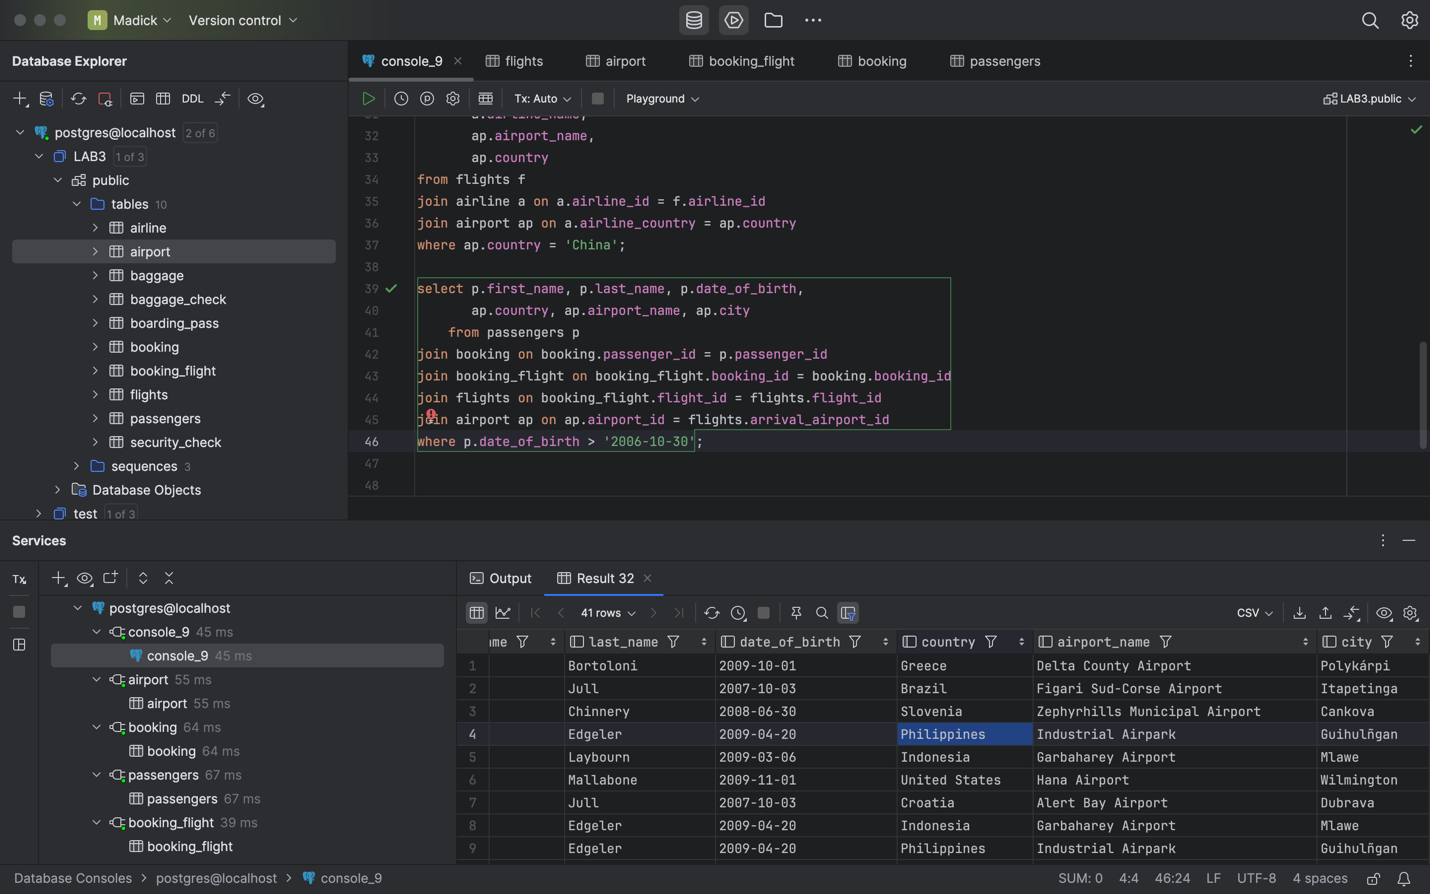 M Madick Version control
Database Explorer
console_9 flights airport booking_flight booking passengers
DDL
Tx: Auto Playground LAB3.public
postgres@localhost 2 of 6
LAB3 1 of 3
public
tables 10
airline
airport
baggage
baggage_check
boarding_pass
booking
booking_flight
flights
passengers
security_check
sequences 3
Database Objects
test 1 of 3
32 ap.airport_name,
33 ap.country
34 from flights f
35 join airline a on a.airline_id = f.airline_id
36 join airport ap on a.airline_country = ap.country
37 where ap.country = 'China';
38
39 select p.first_name, p.last_name, p.date_of_birth,
40 ap.country, ap.airport_name, ap.city
41 from passengers p
42 join booking on booking.passenger_id = p.passenger_id
43 join booking_flight on booking_flight.booking_id = booking.booking_id
44 join flights on booking_flight.flight_id = flights.flight_id
45 join airport ap on ap.airport_id = flights.arrival_airport_id
46 where p.date_of_birth > '2006-10-30';
47
48
Services
Tx
postgres@localhost
console_9 45 ms
console_9 45 ms
airport 55 ms
airport 55 ms
booking 64 ms
booking 64 ms
passengers 67 ms
passengers 67 ms
booking_flight 39 ms
booking_flight
Output Result 32
41 rows CSV
me last_name date_of_birth country airport_name city
1 Bortoloni 2009-10-01 Greece Delta County Airport Polykárpi
2 Jull 2007-10-03 Brazil Figari Sud-Corse Airport Itapetinga
3 Chinnery 2008-06-30 Slovenia Zephyrhills Municipal Airport Cankova
4 Edgeler 2009-04-20 Philippines Industrial Airpark Guihulñgan
5 Laybourn 2009-03-06 Indonesia Garbaharey Airport Mlawe
6 Mallabone 2009-11-01 United States Hana Airport Wilmington
7 Jull 2007-10-03 Croatia Alert Bay Airport Dubrava
8 Edgeler 2009-04-20 Indonesia Garbaharey Airport Mlawe
9 Edgeler 2009-04-20 Philippines Industrial Airpark Guihulñgan
Database Consoles postgres@localhost console_9
SUM: 0 4:4 46:24 LF UTF-8 4 spaces